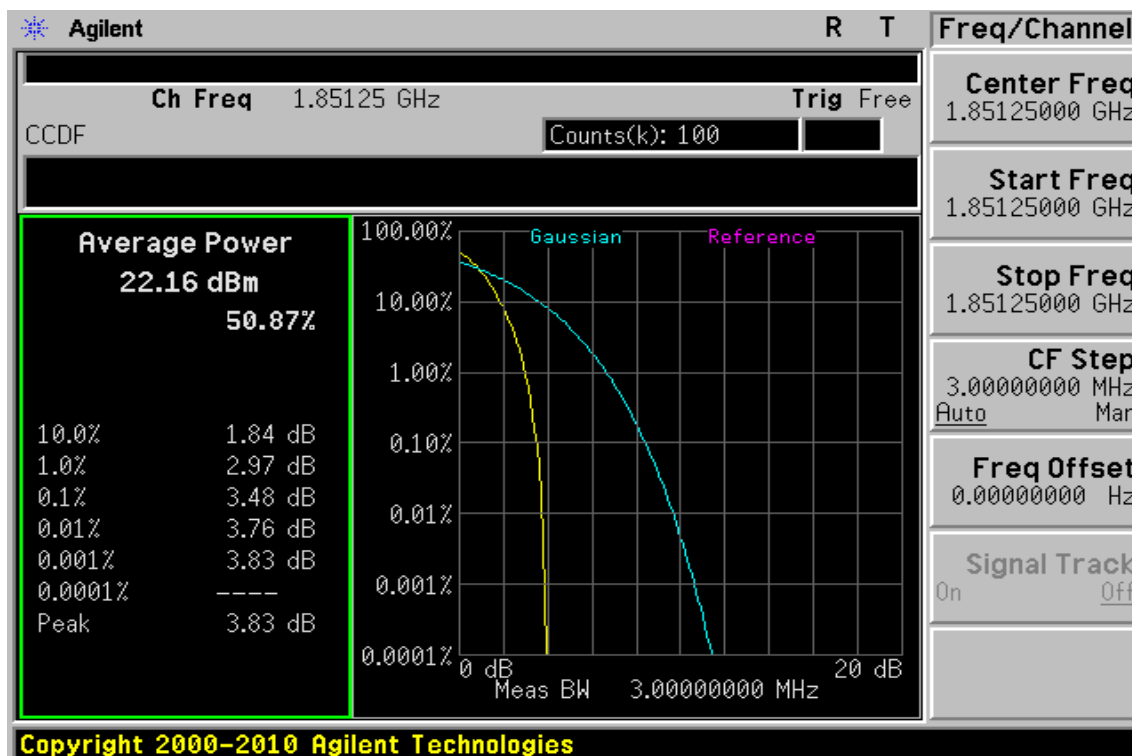 Agilent R T
Ch Freq 1.85125 GHz Trig Free
CCDF Counts(k): 100
Average Power
22.16 dBm
50.87%
10.0% 1.84 dB
1.0% 2.97 dB
0.1% 3.48 dB
0.01% 3.76 dB
0.001% 3.83 dB
0.0001% ----
Peak 3.83 dB
Gaussian Reference
100.00%
10.00%
1.00%
0.10%
0.01%
0.001%
0.0001%
0 dB 20 dB
Meas BW 3.00000000 MHz
Freq/Channel
Center Freq
1.85125000 GHz
Start Freq
1.85125000 GHz
Stop Freq
1.85125000 GHz
CF Step
3.00000000 MHz
Auto Man
Freq Offset
0.00000000 Hz
Signal Track
On Off
Copyright 2000-2010 Agilent Technologies